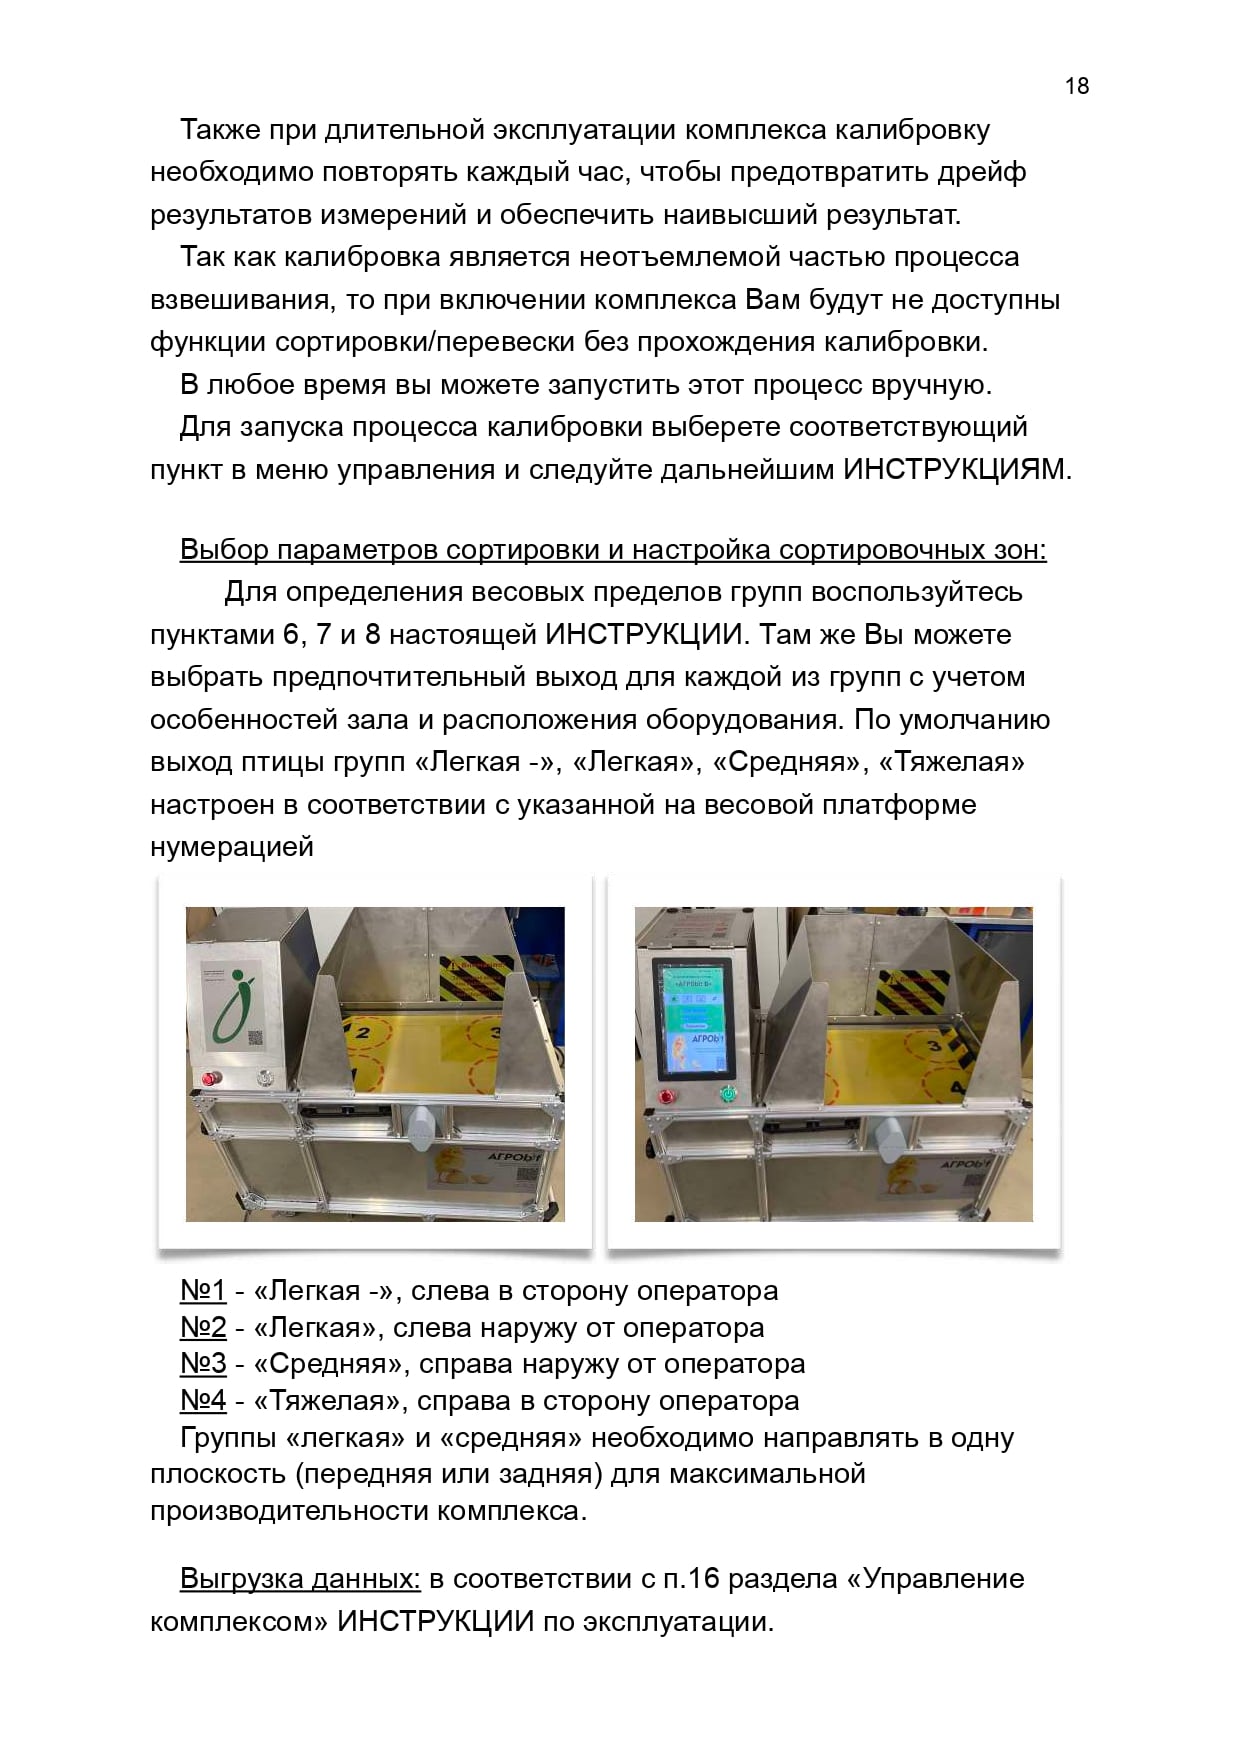 18
Также при длительной эксплуатации комплекса калибровку
необходимо повторять каждый час, чтобы предотвратить дрейф
результатов измерений и обеспечить наивысший результат.
Так как калибровка является неотъемлемой частью процесса
взвешивания, то при включении комплекса Вам будут не доступны
функции сортировки/перевески без прохождения калибровки.
В любое время вы можете запустить этот процесс вручную.
Для запуска процесса калибровки выберете соответствующий
пункт в меню управления и следуйте дальнейшим ИНСТРУКЦИЯМ.
Выбор параметров сортировки и настройка сортировочных зон:
Для определения весовых пределов групп воспользуйтесь
пунктами 6, 7 и 8 настоящей ИНСТРУКЦИИ. Там же Вы можете
выбрать предпочтительный выход для каждой из групп с учетом
особенностей зала и расположения оборудования. По умолчанию
выход птицы групп «Легкая -», «Легкая», «Средняя», «Тяжелая»
настроен в соответствии с указанной на весовой платформе
нумерацией
2
3
1
АГРОbit
«АГРОbit В»
АГРОbit
3
4
АГРОbit
№1 - «Легкая -», слева в сторону оператора
№2 - «Легкая», слева наружу от оператора
№3 - «Средняя», справа наружу от оператора
№4 - «Тяжелая», справа в сторону оператора
Группы «легкая» и «средняя» необходимо направлять в одну
плоскость (передняя или задняя) для максимальной
производительности комплекса.
Выгрузка данных: в соответствии с п.16 раздела «Управление
комплексом» ИНСТРУКЦИИ по эксплуатации.